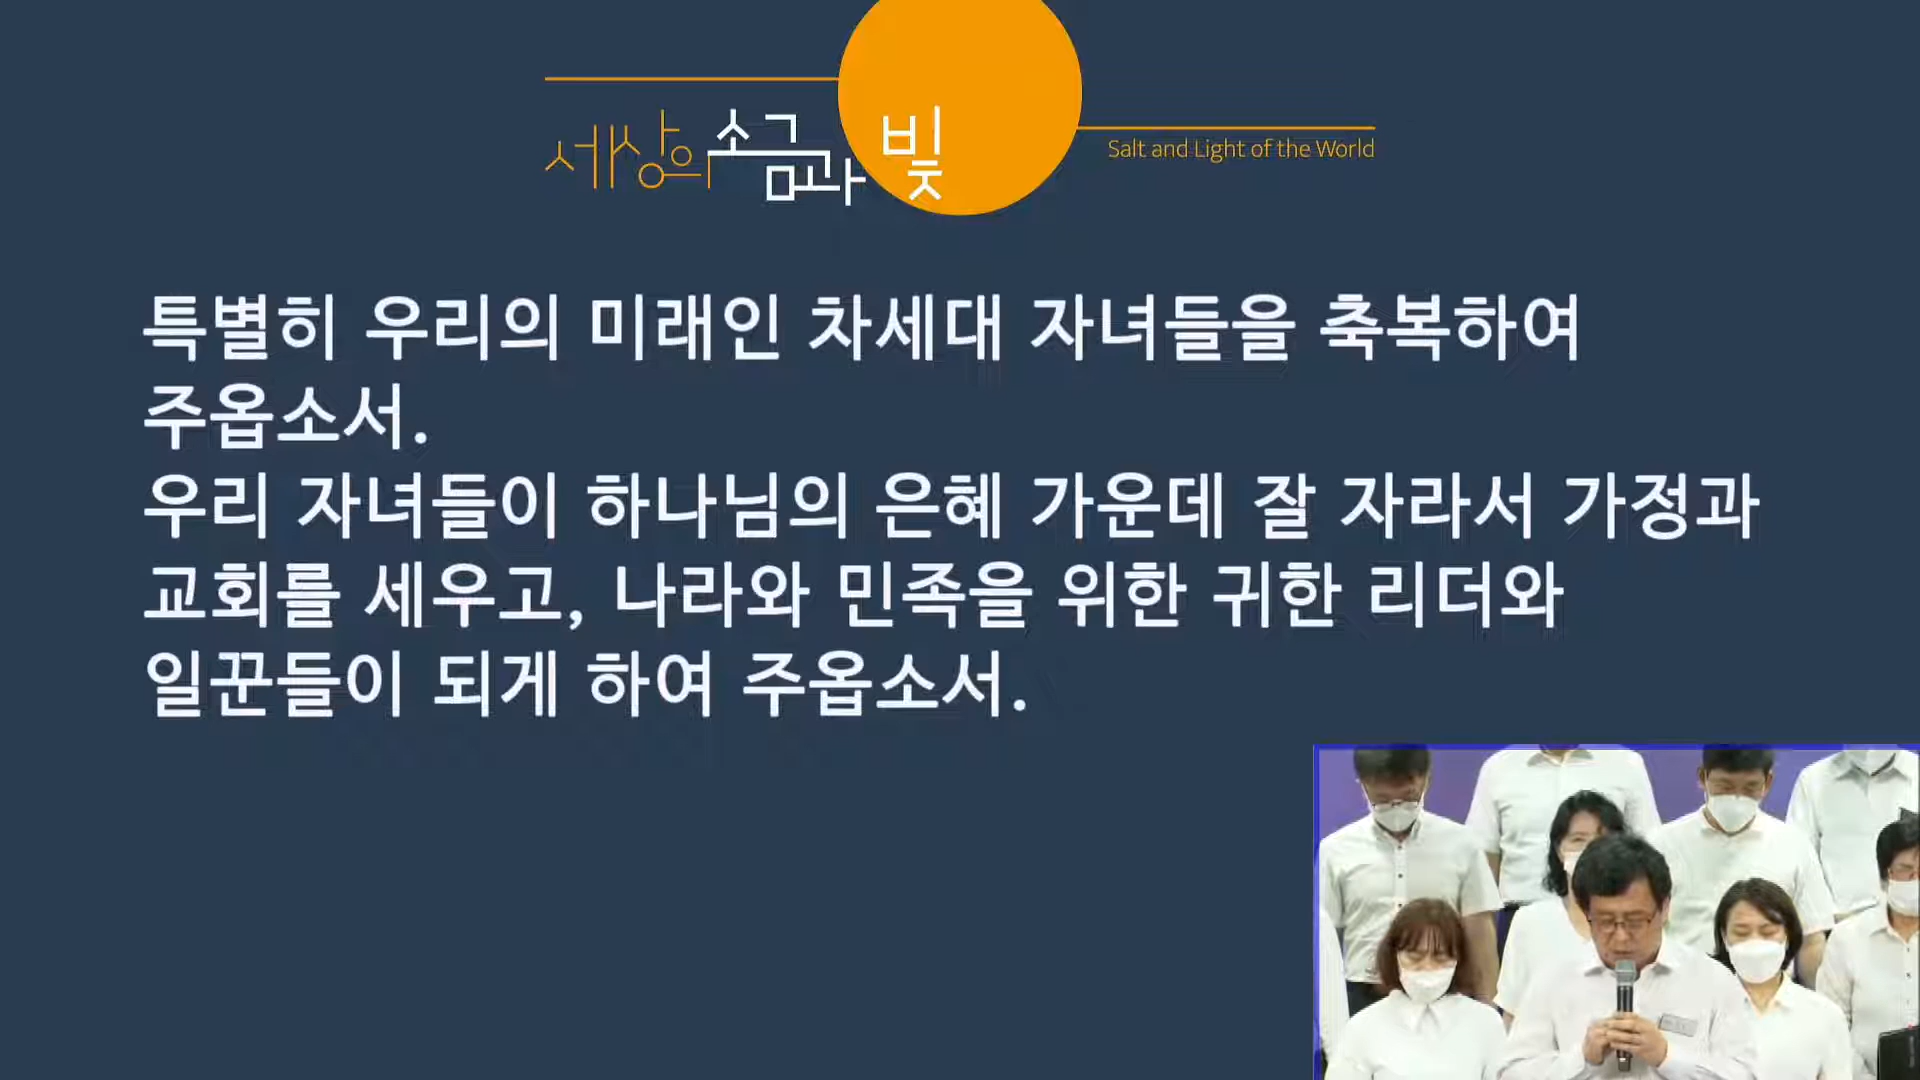 세상의 소금과 빛
Salt and Light of the World
특별히 우리의 미래인 차세대 자녀들을 축복하여
주옵소서.
우리 자녀들이 하나님의 은혜 가운데 잘 자라서 가정과
교회를 세우고, 나라와 민족을 위한 귀한 리더와
일꾼들이 되게 하여 주옵소서.